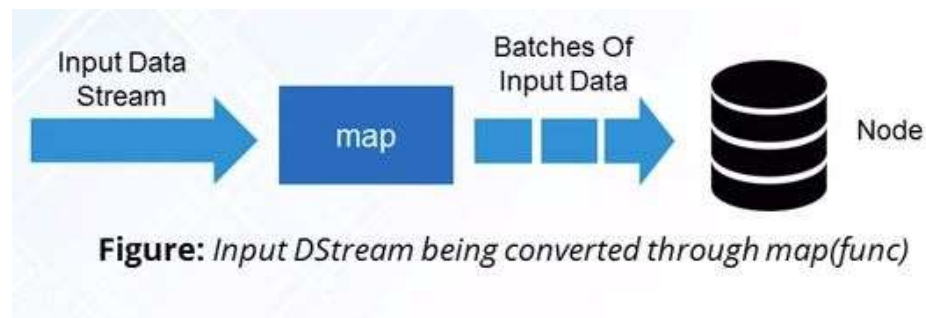 Input Data
Stream
map
Batches Of
Input Data
Node
Figure: Input DStream being converted through map(func)